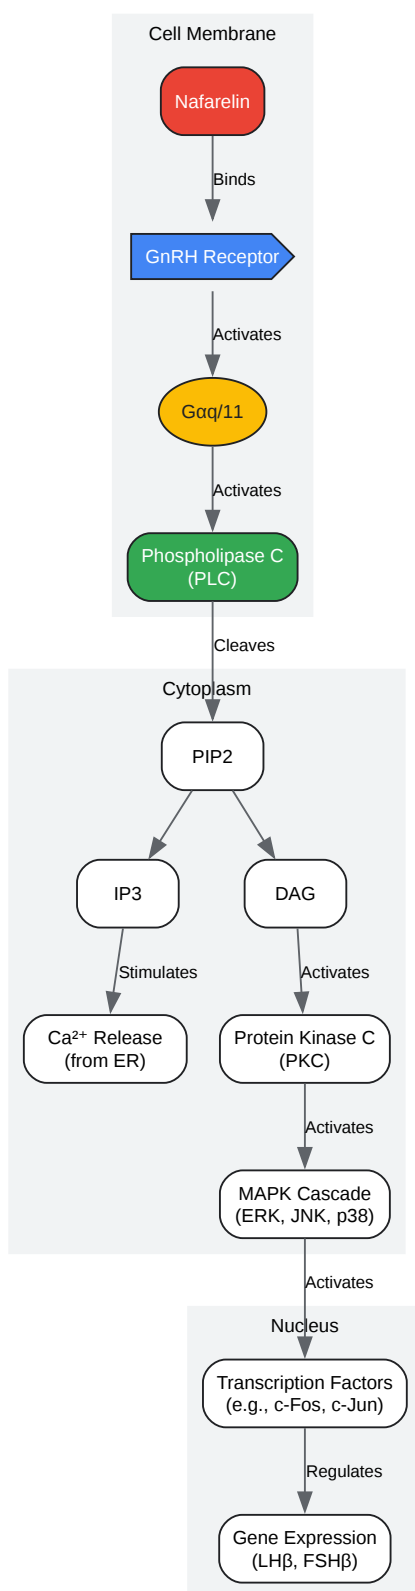 Cell Membrane
Nafarelin
Binds
GnRH Receptor
Activates
Gαq/11
Activates
Phospholipase C
(PLC)
Cleaves
Cytoplasm
PIP2
IP3
DAG
Stimulates
Activates
Ca²⁺ Release
(from ER)
Protein Kinase C
(PKC)
Activates
MAPK Cascade
(ERK, JNK, p38)
Activates
Nucleus
Transcription Factors
(e.g., c-Fos, c-Jun)
Regulates
Gene Expression
(LHβ, FSHβ)